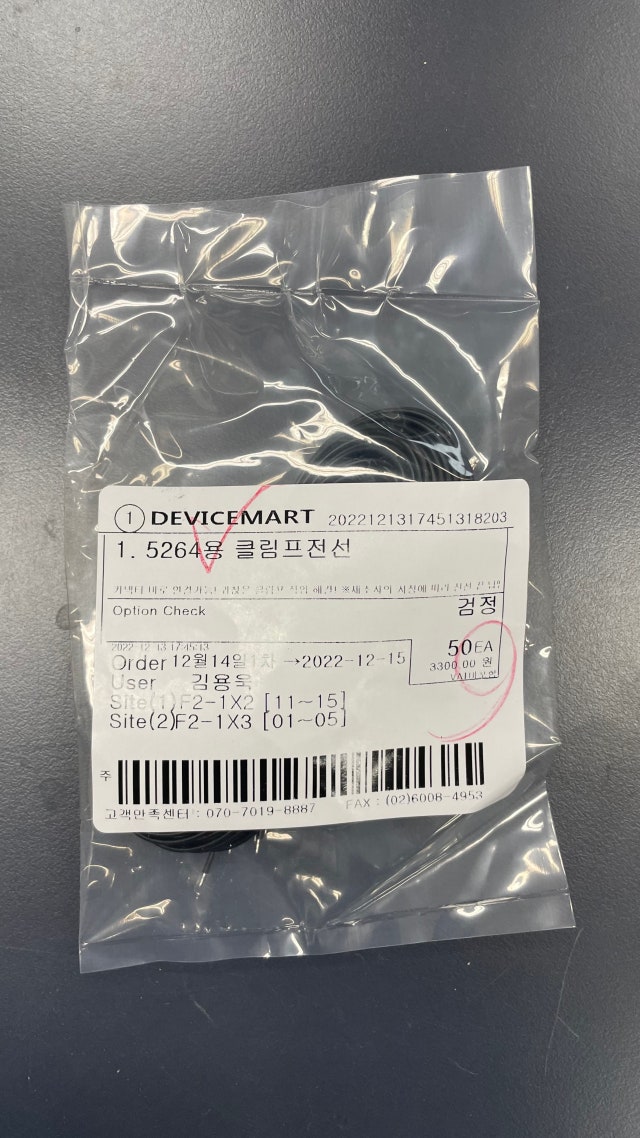 ① DEVICEMART 2022121317451318203
1. 5264용 클림프전선
Option Check 검정
2022-12-13 17:45:13
50EA
Order 12월14일1차 →2022-12-15
3300.00 원
User 김용욱
Site(1)F2-1X2 [11~15]
Site(2)F2-1X3 [01~05]
주
고객만족센터 : 070-7019-8887 FAX : (02)6008-4953